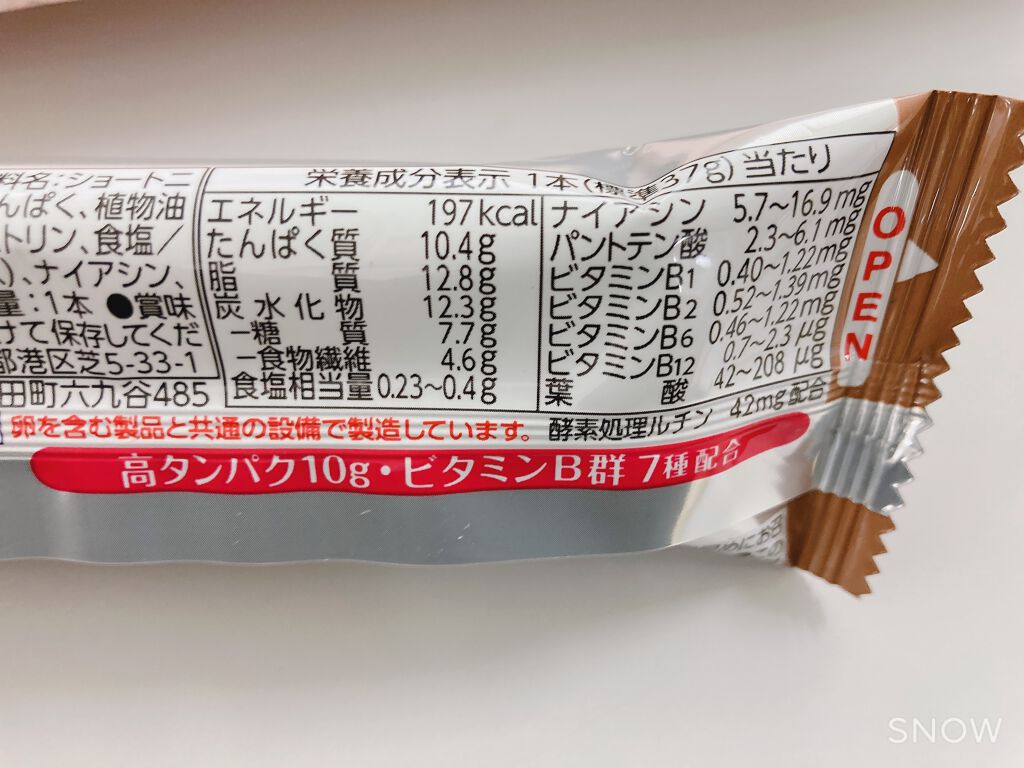 料名:ショートニ
んぱく、植物油
ストリン、食塩/
、ナイアシン、
量:1本 ●賞味
けて保存してくだ
都港区芝5-33-1
田町六九谷485
栄養成分表示 1本(標準37g)当たり
エネルギー 197kcal
たんぱく質 10.4g
脂質 12.8g
炭水化物 12.3g
-糖質 7.7g
-食物繊維 4.6g
食塩相当量 0.23~0.4g
ナイアシン 5.7~16.9mg
パントテン酸 2.3~6.1mg
ビタミンB1 0.40~1.22mg
ビタミンB2 0.52~1.39mg
ビタミンB6 0.46~1.22mg
ビタミンB12 0.7~2.3μg
葉酸 42~208μg
卵を含む製品と共通の設備で製造しています。
酵素処理ルチン 42mg配合
高タンパク10g・ビタミンB群 7種配合
OPEN
SNOW